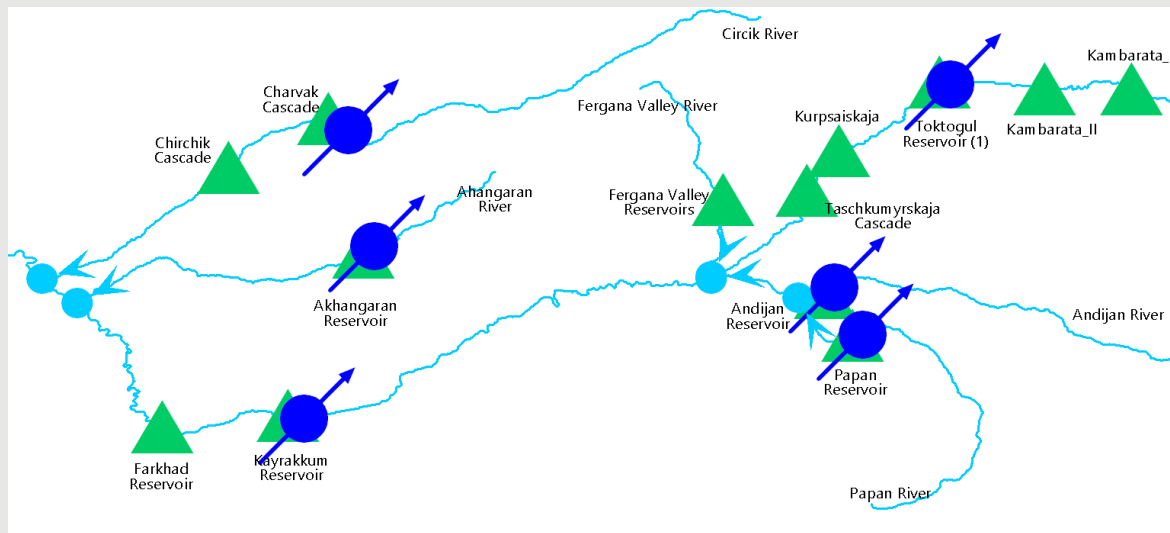 Circik River
Kambarata_
Charvak
Cascade
Fergana Valley River
Kurpsaiskaja
Toktogul
Reservoir (1)
Kambarata_II
Chirchik
Cascade
Ahangaran
River
Fergana Valley
Reservoirs
Taschkumyrskaja
Cascade
Akhangaran
Reservoir
Andijan
Reservoir
Andijan River
Papan
Reservoir
Farkhad
Reservoir
Kayrakkum
Reservoir
Papan River